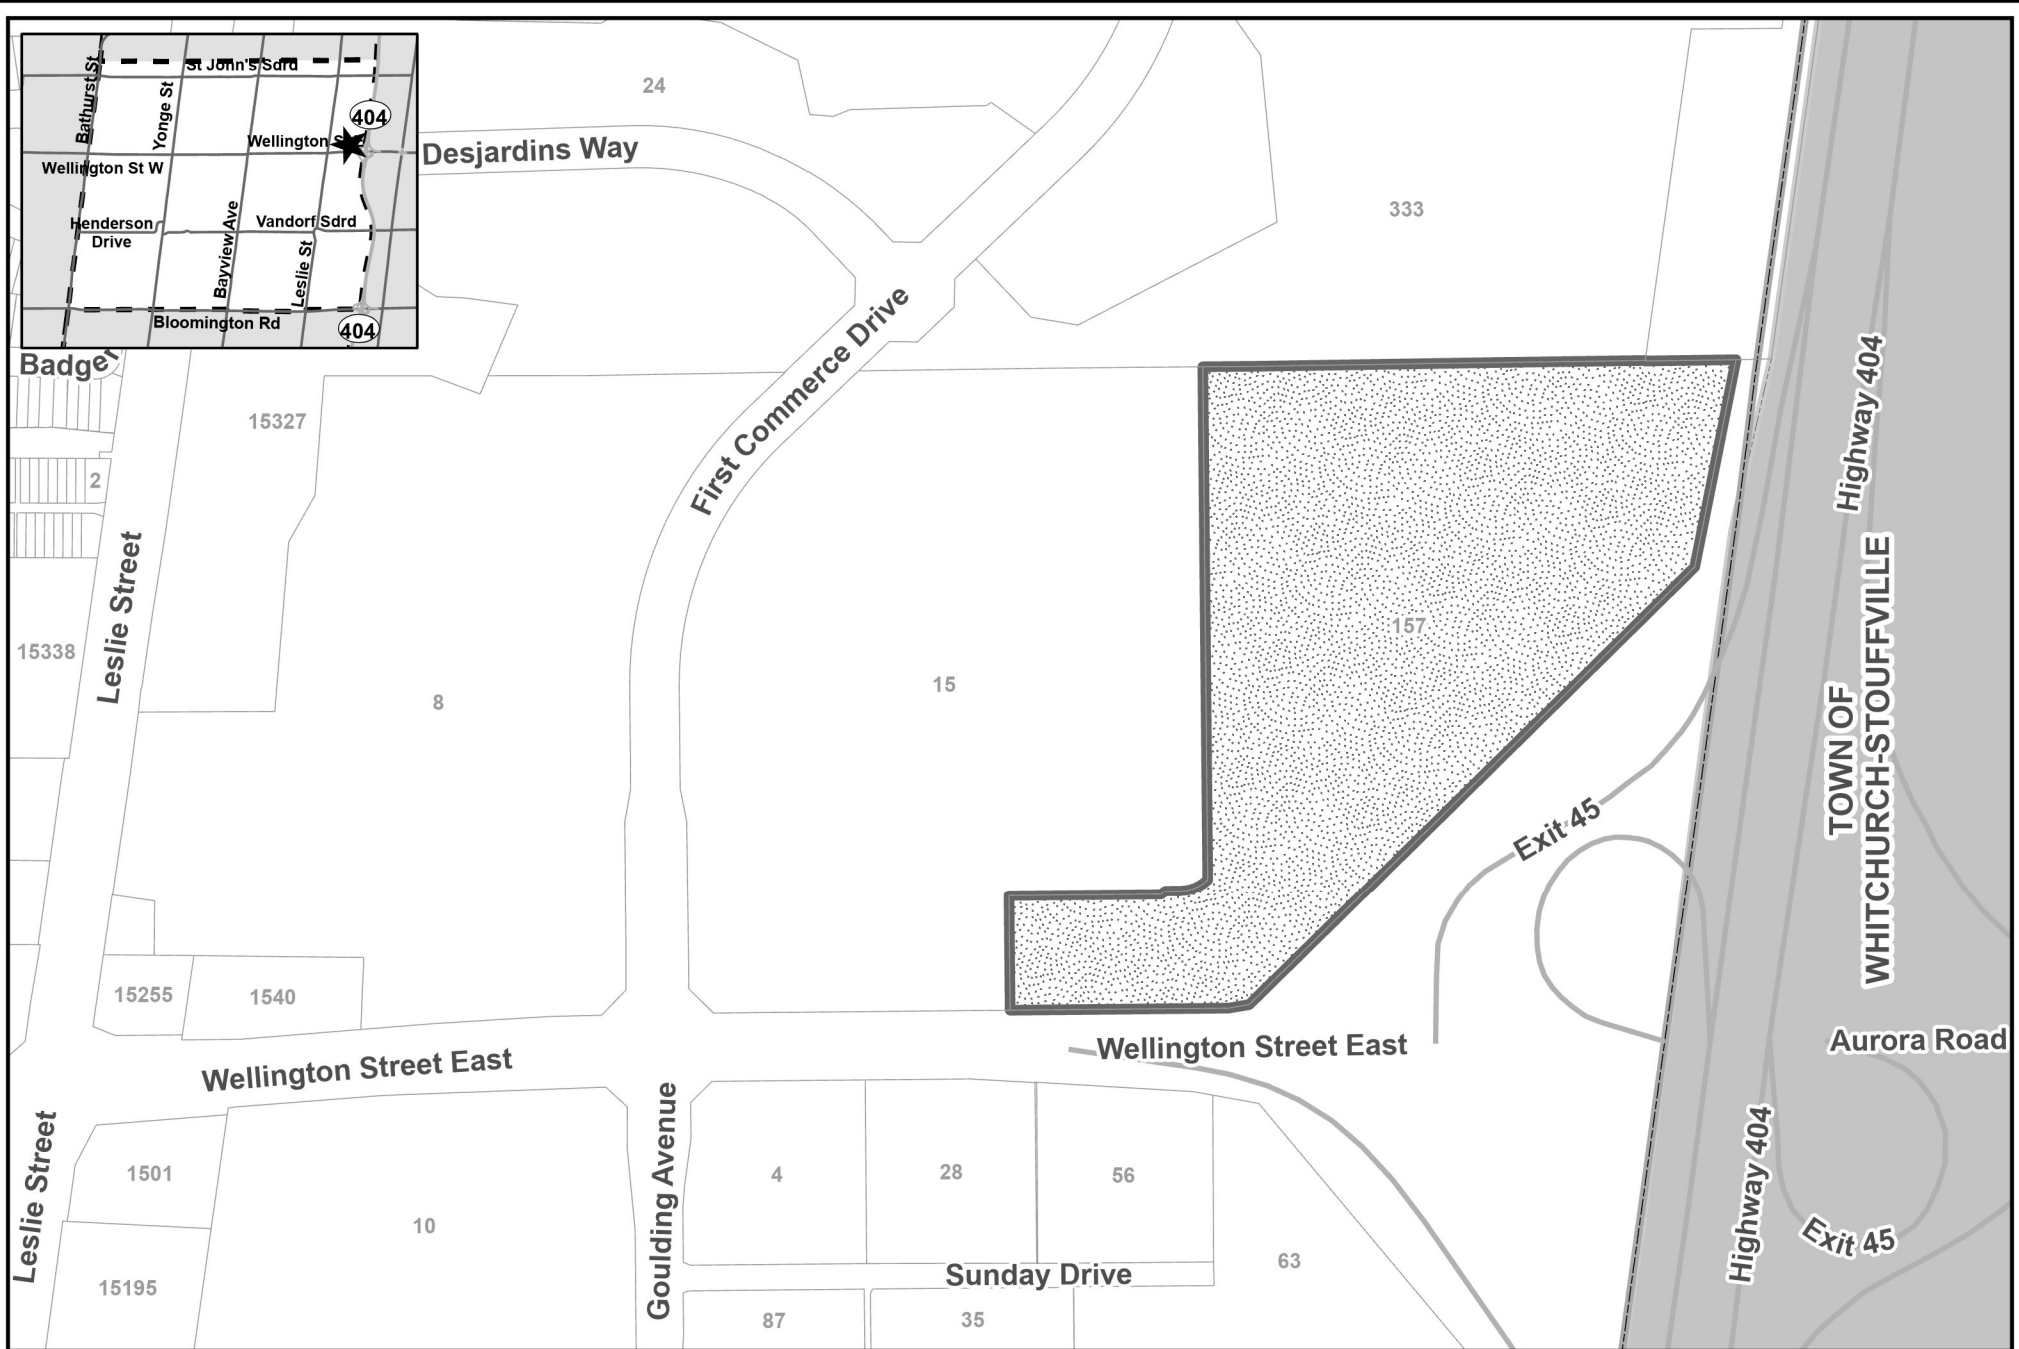 St John's Sdrd
Bathurst St
Yonge St
404
Wellington
Wellington St W
Henderson
Drive
Bayview Ave
Vandorf Sdrd
Leslie St
Bloomington Rd
404
24
Desjardins Way
333
First Commerce Drive
Badger
15327
2
Leslie Street
15338
8
15
157
Highway 404
TOWN OF
WHITCHURCH-STOUFFVILLE
Exit 45
15255
1540
Wellington Street East
Wellington Street East
Aurora Road
Leslie Street
1501
10
15195
Goulding Avenue
4
28
56
Sunday Drive
63
87
35
Highway 404
Exit 45